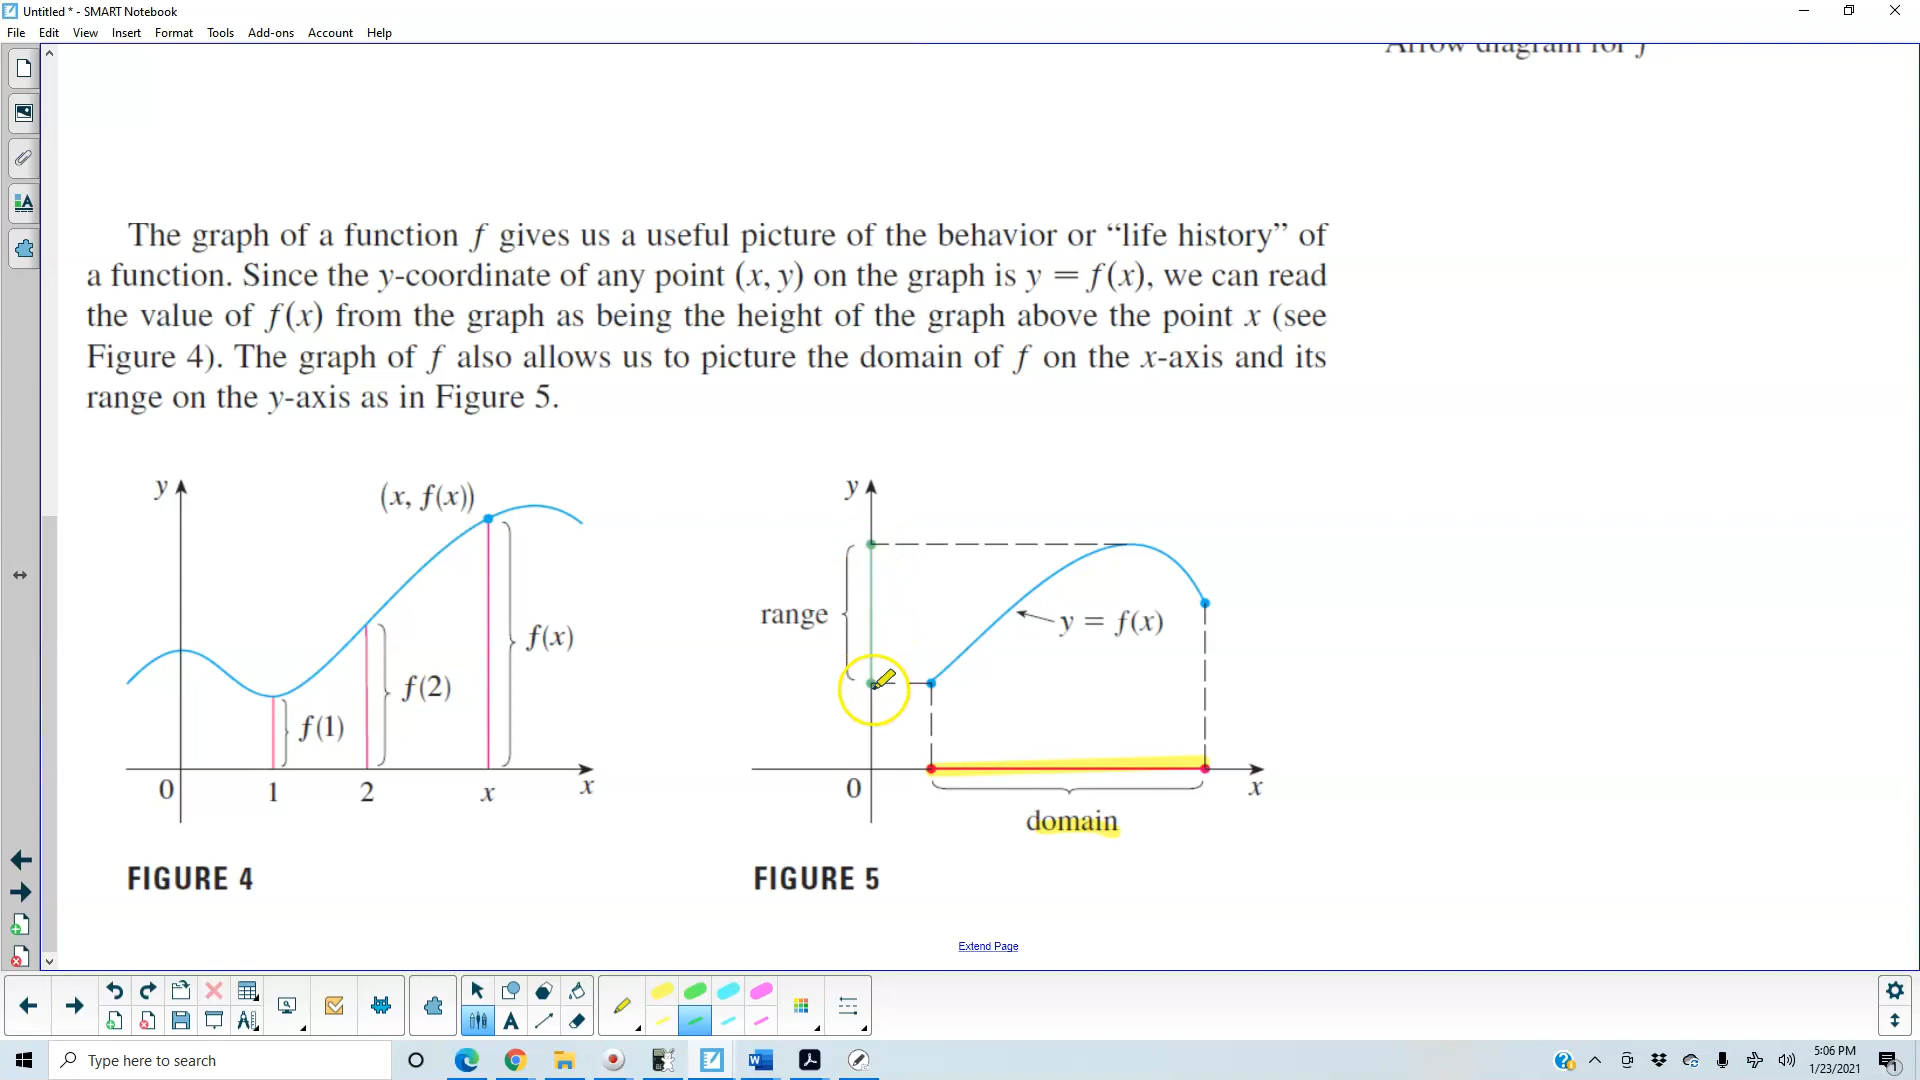 Untitled * - SMART Notebook
File Edit View Insert Format Tools Add-ons Account Help
Arrow diagram for f
The graph of a function f gives us a useful picture of the behavior or “life history” of
a function. Since the y-coordinate of any point (x, y) on the graph is y = f(x), we can read
the value of f(x) from the graph as being the height of the graph above the point x (see
Figure 4). The graph of f also allows us to picture the domain of f on the x-axis and its
range on the y-axis as in Figure 5.
y
(x, f(x))
f(x)
f(2)
f(1)
0 1 2 x x
FIGURE 4
y
range
y = f(x)
0 x
domain
FIGURE 5
Extend Page
Type here to search
5:06 PM
1/23/2021